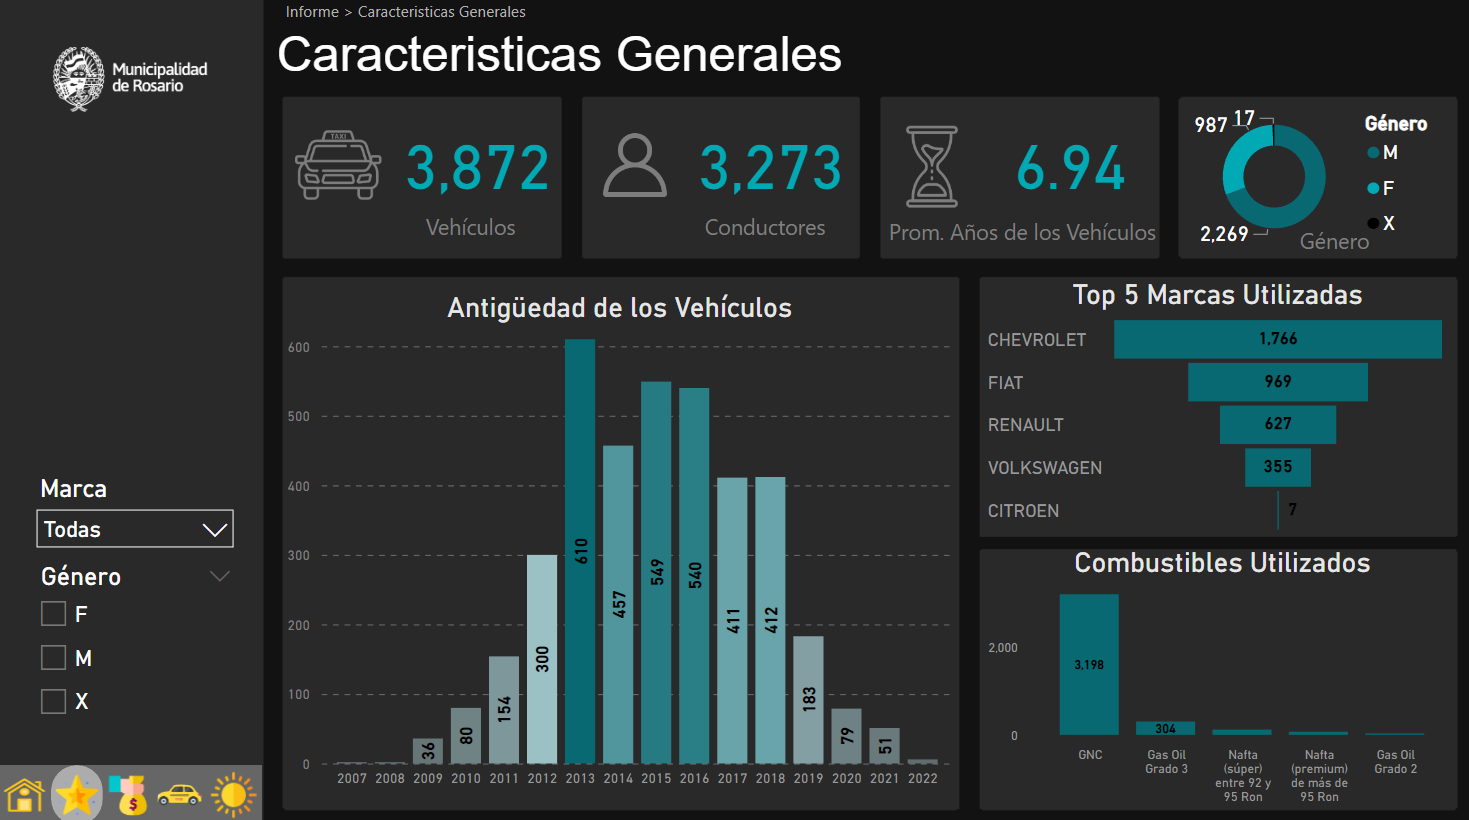 Informe > Caracteristicas Generales
Caracteristicas Generales
Municipalidad
de Rosario
TAXI
3,872
Vehículos
3,273
Conductores
6.94
Prom. Años de los Vehículos
987
17
2,269
Género
M
F
X
Género
Antigüedad de los Vehículos
600
500
400
300
200
100
0
36
80
154
300
610
457
549
540
411
412
183
79
51
2007 2008 2009 2010 2011 2012 2013 2014 2015 2016 2017 2018 2019 2020 2021 2022
Top 5 Marcas Utilizadas
CHEVROLET 1,766
FIAT 969
RENAULT 627
VOLKSWAGEN 355
CITROEN 7
Combustibles Utilizados
2,000
0
3,198
304
GNC
Gas Oil
Grado 3
Nafta
(súper)
entre 92 y
95 Ron
Nafta
(premium)
de más de
95 Ron
Gas Oil
Grado 2
Marca
Todas
Género
F
M
X
$